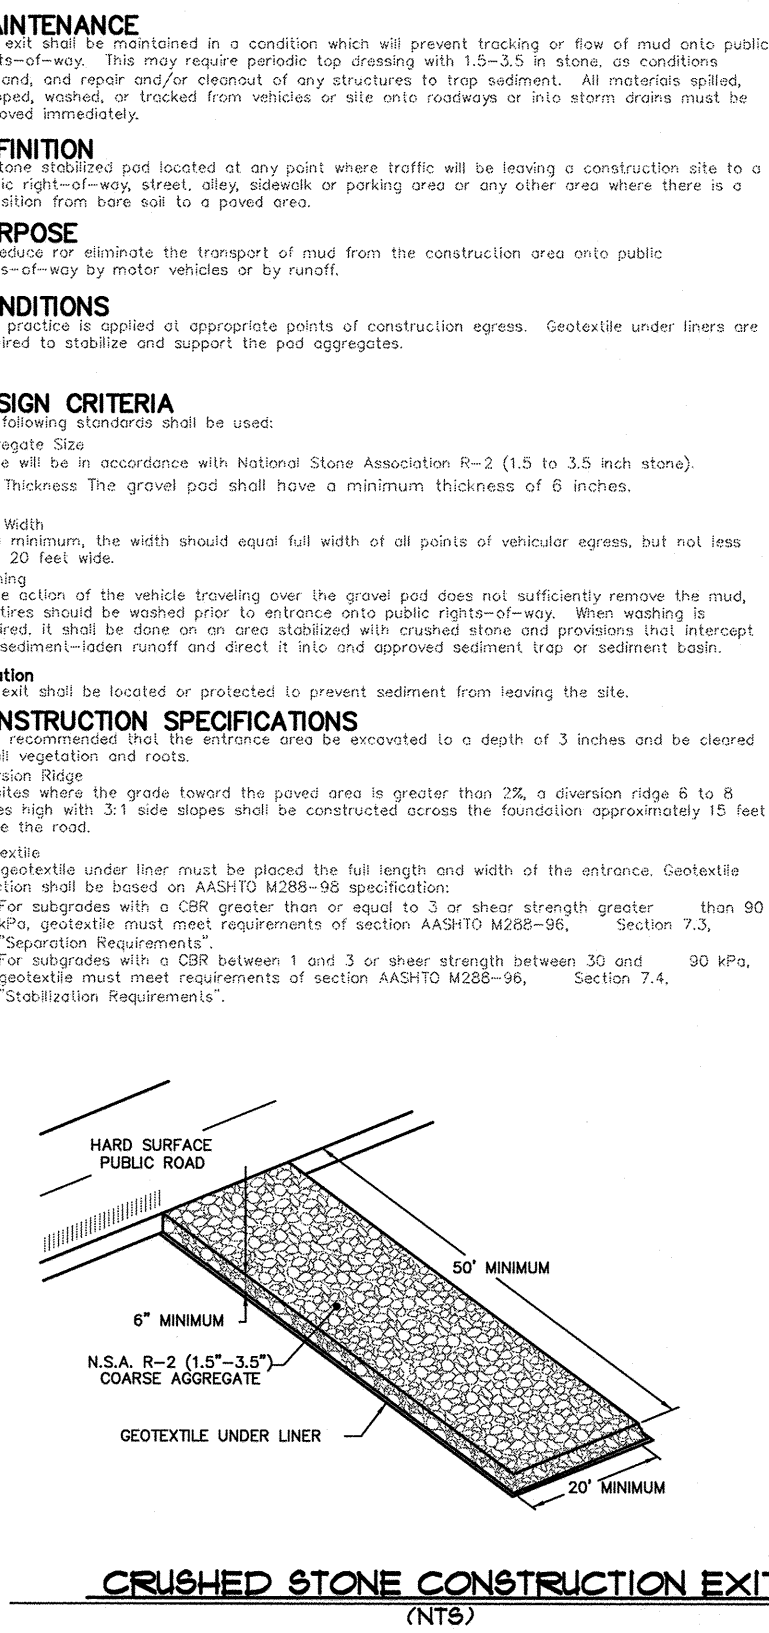 AINTENANCE
exit shall be maintained in a condition which will prevent tracking or flow of mud onto public
ts-of-way. This may require periodic top dressing with 1.5-3.5 in stone, as conditions
and, and repair and/or cleanout of any structures to trap sediment. All materials spilled,
ped, washed, or tracked from vehicles or site onto roadways or into storm drains must be
oved immediately.
FINITION
tone stabilized pad located at any point where traffic will be leaving a construction site to a
ic right-of-way, street, alley, sidewalk or parking area or any other area where there is a
sition from bare soil to a paved area.
RPOSE
educe ror eliminate the transport of mud from the construction area onto public
s-of-way by motor vehicles or by runoff.
NDITIONS
practice is applied at appropriate points of construction egress. Geotextile under liners are
ired to stabilize and support the pad aggregates.
SIGN CRITERIA
following standards shall be used:
egate Size
e will be in accordance with National Stone Association R-2 (1.5 to 3.5 inch stone).
Thickness The gravel pad shall have a minimum thickness of 6 inches.
Width
minimum, the width should equal full width of all points of vehicular egress, but not less
20 feet wide.
hing
e action of the vehicle traveling over the gravel pad does not sufficiently remove the mud,
tires should be washed prior to entrance onto public rights-of-way. When washing is
ired, it shall be done on an area stabilized with crushed stone and provisions that intercept
sediment-laden runoff and direct it into and approved sediment trap or sediment basin.
ation
exit shall be located or protected to prevent sediment from leaving the site.
NSTRUCTION SPECIFICATIONS
recommended that the entrance area be excavated to a depth of 3 inches and be cleared
ll vegetation and roots.
rsion Ridge
ites where the grade toward the paved area is greater than 2%, a diversion ridge 6 to 8
es high with 3:1 side slopes shall be constructed across the foundation approximately 15 feet
e the road.
extile
geotextile under liner must be placed the full length and width of the entrance. Geotextile
ction shall be based on AASHTO M288-98 specification:
For subgrades with a CBR greater than or equal to 3 or shear strength greater than 90
kPa, geotextile must meet requirements of section AASHTO M288-96, Section 7.3,
"Separation Requirements".
For subgrades with a CBR between 1 and 3 or sheer strength between 30 and 90 kPa,
geotextile must meet requirements of section AASHTO M288-96, Section 7.4,
"Stabilization Requirements".
HARD SURFACE
PUBLIC ROAD
50' MINIMUM
6" MINIMUM
N.S.A. R-2 (1.5"-3.5")
COARSE AGGREGATE
GEOTEXTILE UNDER LINER
20' MINIMUM
CRUSHED STONE CONSTRUCTION EXIT
(NTS)